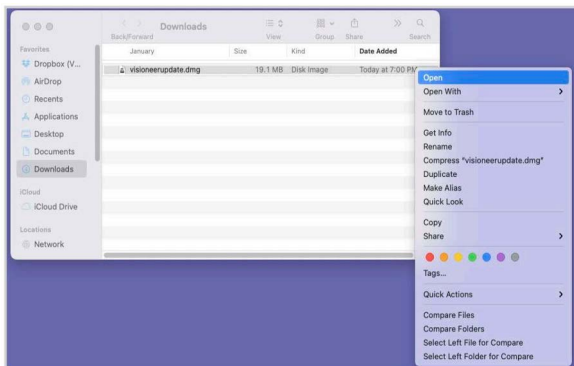 Downloads
Back/Forward View Group Share Search
January Size Kind Date Added
visioneerupdate.dmg 19.1 MB Disk Image Today at 7:00 PM
Favorites
Dropbox (V...
AirDrop
Recents
Applications
Desktop
Documents
Downloads
iCloud
iCloud Drive
Locations
Network
Open
Open With
Move to Trash
Get Info
Rename
Compress "visioneerupdate.dmg"
Duplicate
Make Alias
Quick Look
Copy
Share
Tags...
Quick Actions
Compare Files
Compare Folders
Select Left File for Compare
Select Left Folder for Compare